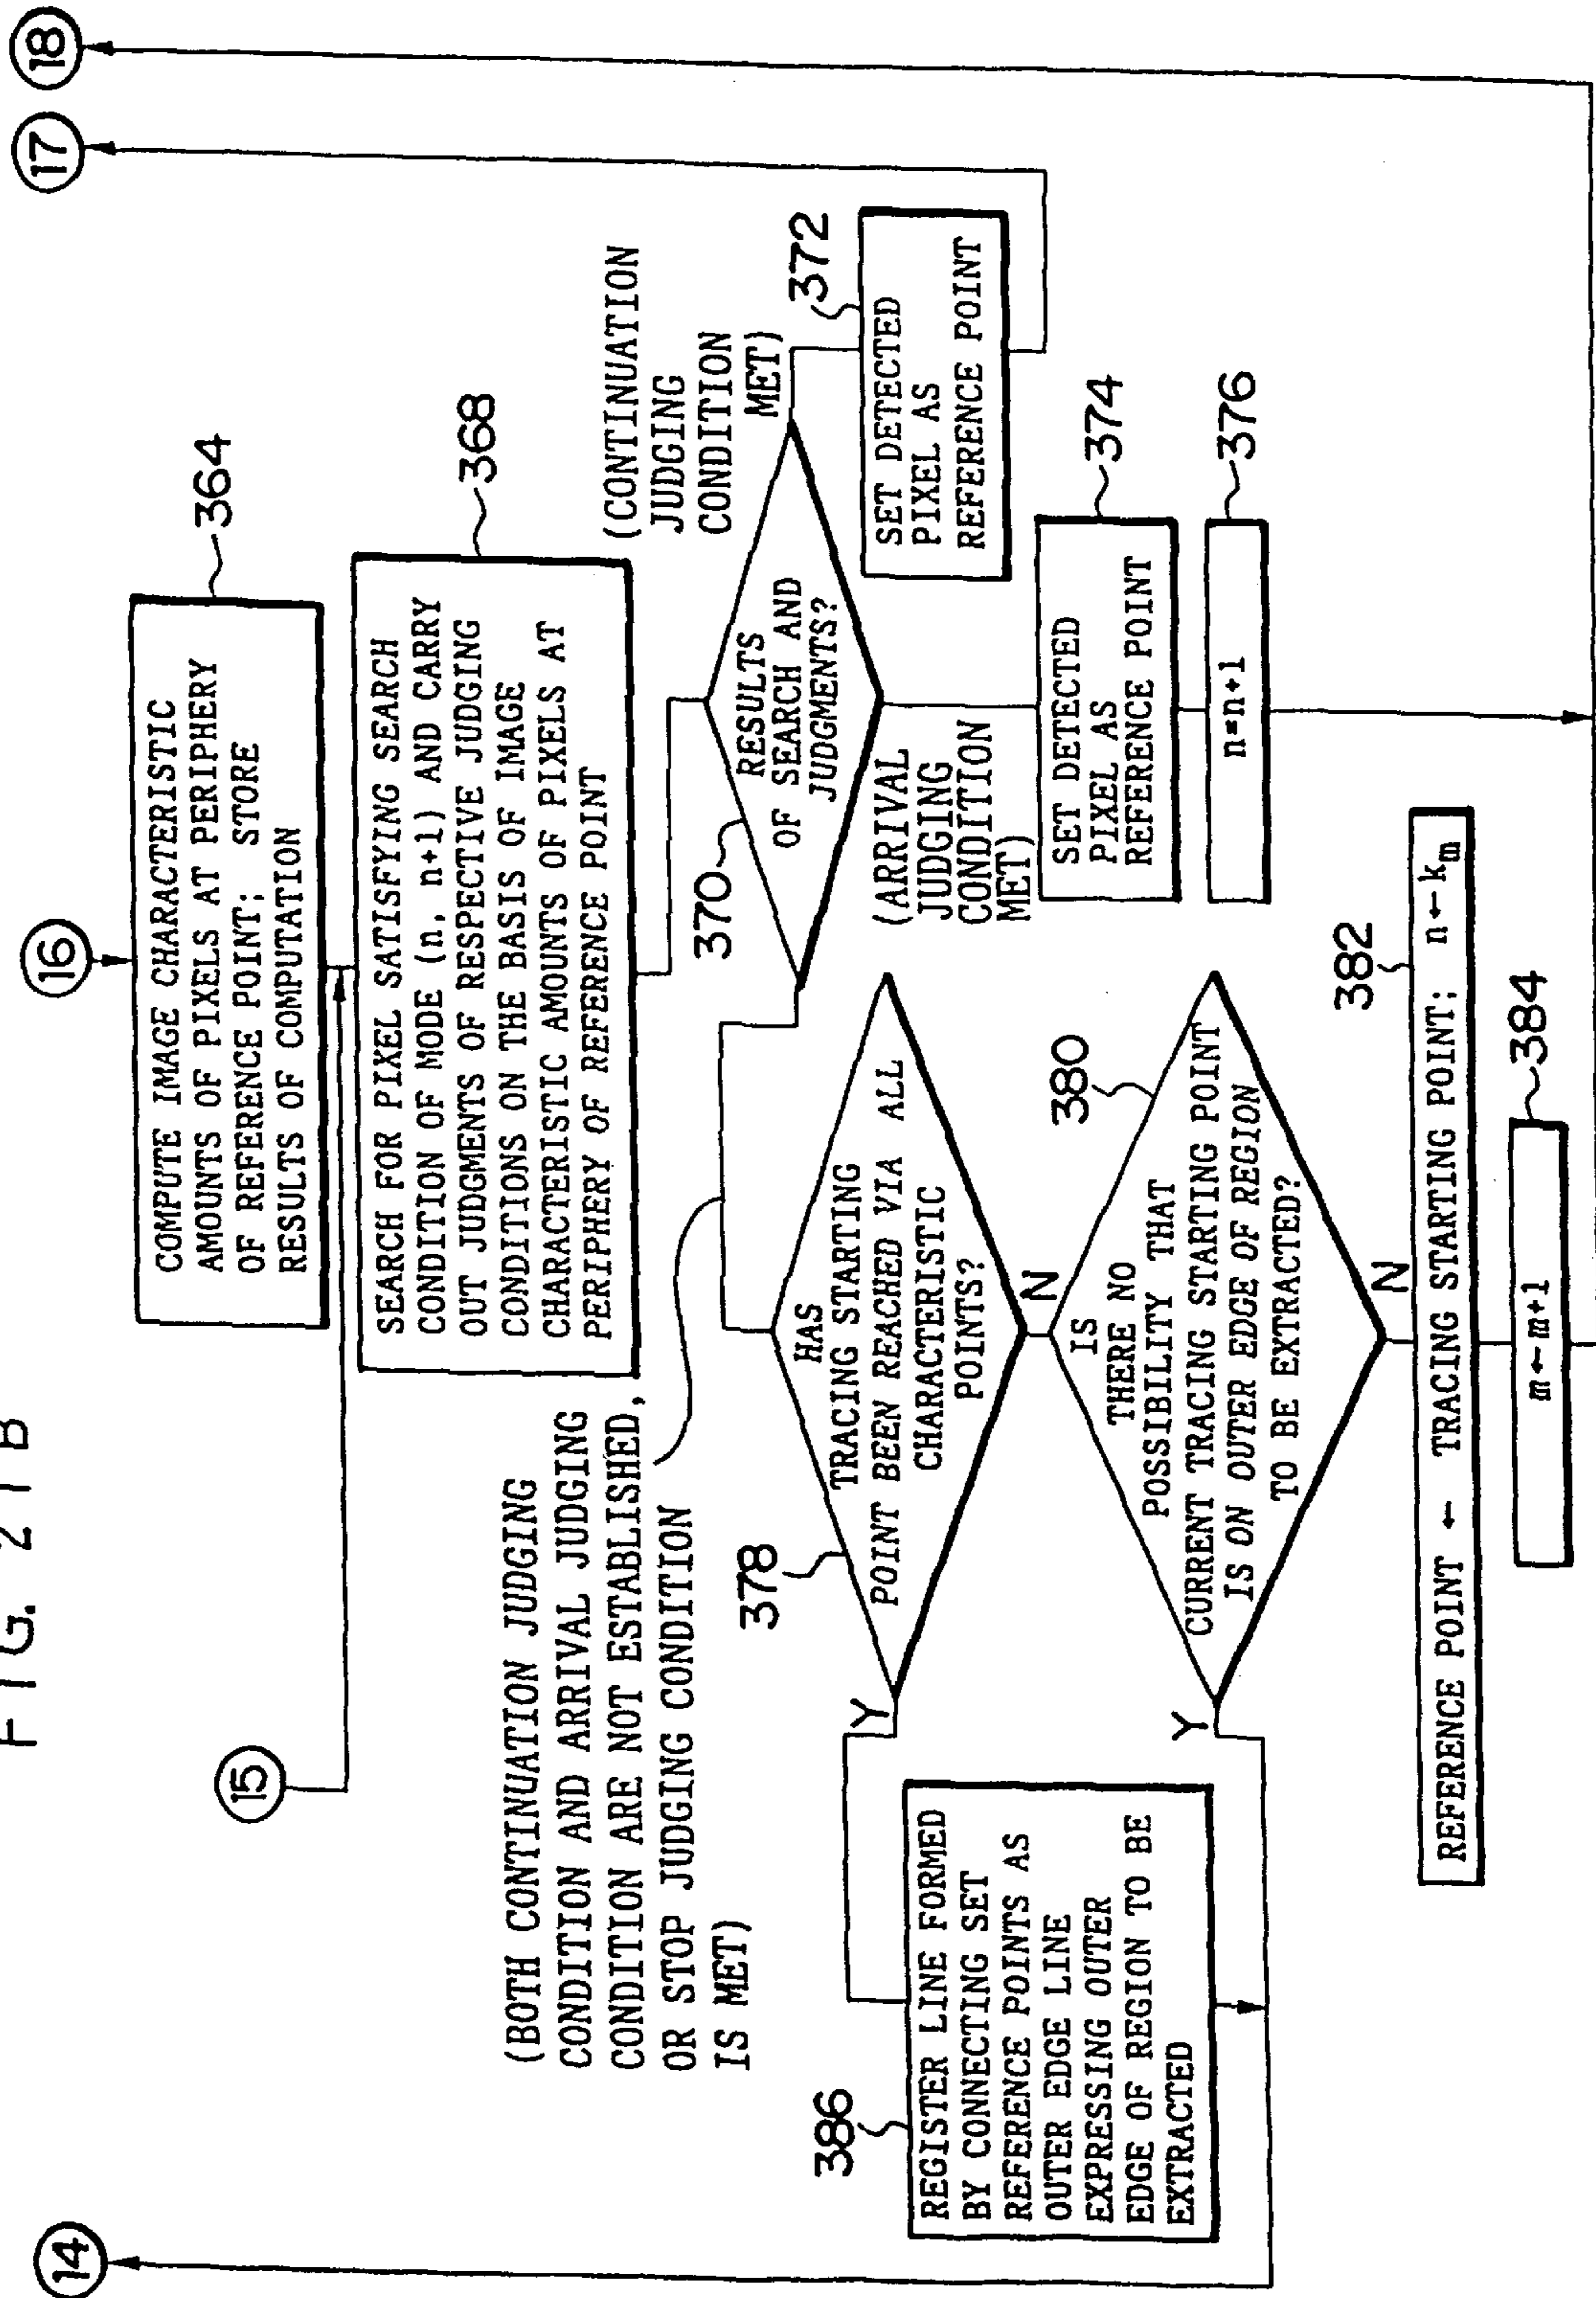 FIG. 21B
16
COMPUTE IMAGE CHARACTERISTIC
AMOUNTS OF PIXELS AT PERIPHERY
OF REFERENCE POINT; STORE
RESULTS OF COMPUTATION
364
15
SEARCH FOR PIXEL SATISFYING SEARCH
CONDITION OF MODE (n, n+1) AND CARRY
OUT JUDGMENTS OF RESPECTIVE JUDGING
CONDITIONS ON THE BASIS OF IMAGE
CHARACTERISTIC AMOUNTS OF PIXELS AT
PERIPHERY OF REFERENCE POINT
368
370
RESULTS
OF SEARCH AND
JUDGMENTS?
(CONTINUATION
JUDGING
CONDITION
MET)
372
SET DETECTED
PIXEL AS
REFERENCE POINT
17
18
(ARRIVAL
JUDGING
CONDITION
MET)
SET DETECTED
PIXEL AS
REFERENCE POINT
374
n=n+1
376
(BOTH CONTINUATION JUDGING
CONDITION AND ARRIVAL JUDGING
CONDITION ARE NOT ESTABLISHED,
OR STOP JUDGING CONDITION
IS MET)
378
HAS
TRACING STARTING
POINT BEEN REACHED VIA ALL
CHARACTERISTIC
POINTS?
Y
N
380
IS
THERE NO
POSSIBILITY THAT
CURRENT TRACING STARTING POINT
IS ON OUTER EDGE OF REGION
TO BE EXTRACTED?
Y
N
386
REGISTER LINE FORMED
BY CONNECTING SET
REFERENCE POINTS AS
OUTER EDGE LINE
EXPRESSING OUTER
EDGE OF REGION TO BE
EXTRACTED
14
382
REFERENCE POINT ← TRACING STARTING POINT; n←km
384
m←m+1